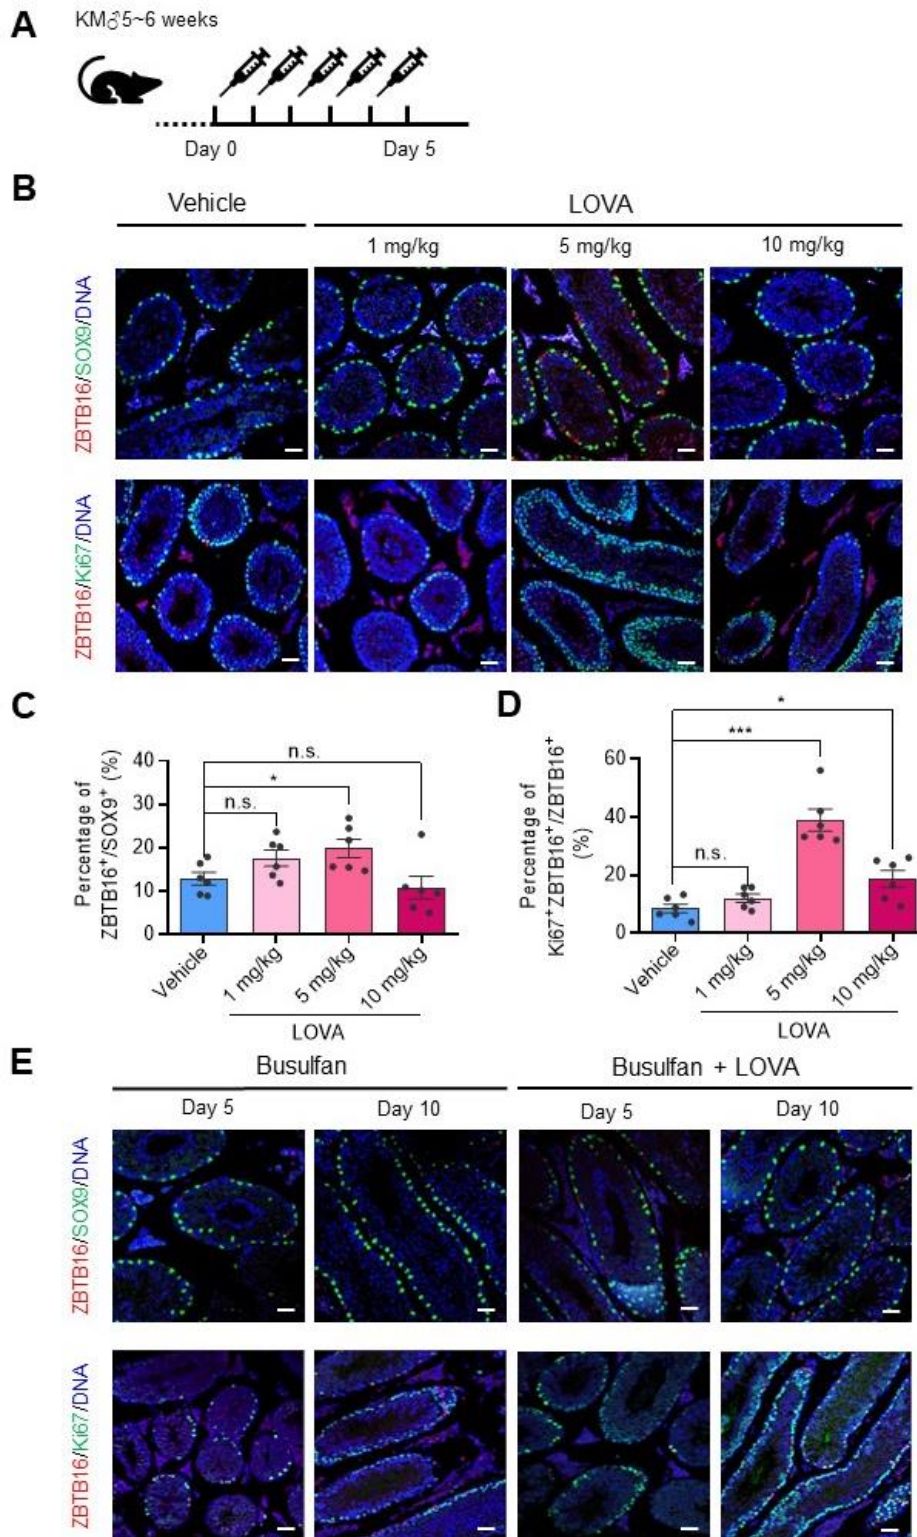 A
KM♂5~6 weeks
Day 0 Day 5
B
Vehicle LOVA
1 mg/kg 5 mg/kg 10 mg/kg
ZBTB16/SOX9/DNA
ZBTB16/Ki67/DNA
C
Percentage of
ZBTB16⁺/SOX9⁺ (%)
40
30
20
10
0
n.s.
*
n.s.
Vehicle
1 mg/kg
5 mg/kg
10 mg/kg
LOVA
D
Percentage of
Ki67⁺ZBTB16⁺/ZBTB16⁺
(%)
60
40
20
0
*
***
n.s.
Vehicle
1 mg/kg
5 mg/kg
10 mg/kg
LOVA
E
Busulfan Busulfan + LOVA
Day 5 Day 10 Day 5 Day 10
ZBTB16/SOX9/DNA
ZBTB16/Ki67/DNA